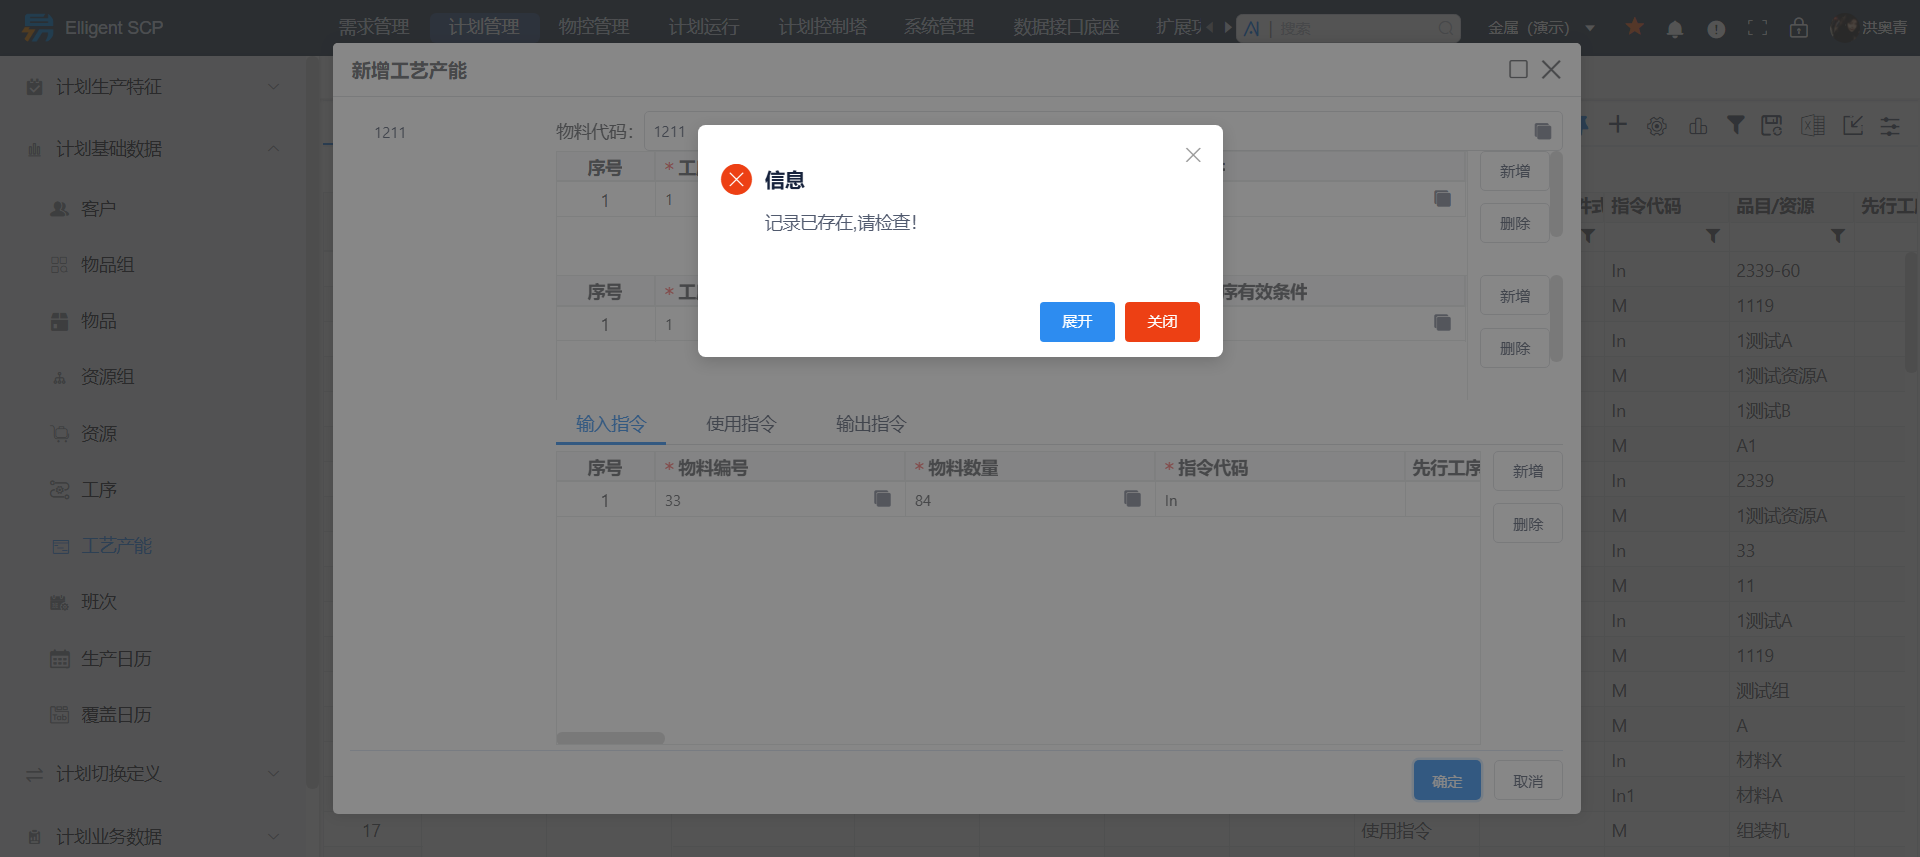 Elligent SCP
需求管理
计划管理
物控管理
计划运行
计划控制塔
系统管理
数据接口底座
AI
搜索
金属（演示）
洪奥青
计划生产特征
计划基础数据
客户
物品组
物品
资源组
资源
工序
工艺产能
班次
生产日历
覆盖日历
计划切换定义
计划业务数据
新增工艺产能
1211
物料代码：
1211
序号
1
1
新增
删除
信息
记录已存在,请检查!
展开
关闭
序号
序有效条件
1
1
新增
删除
输入指令
使用指令
输出指令
序号
* 物料编号
* 物料数量
* 指令代码
先行工序
1
33
84
In
新增
删除
确定
取消
指令代码
品目/资源
In
2339-60
M
1119
In
1测试A
M
1测试资源A
In
1测试B
M
A1
In
2339
M
1测试资源A
In
33
M
11
In
1测试A
M
1119
M
测试组
M
A
In
材料X
In1
材料A
17
使用指令
M
组装机